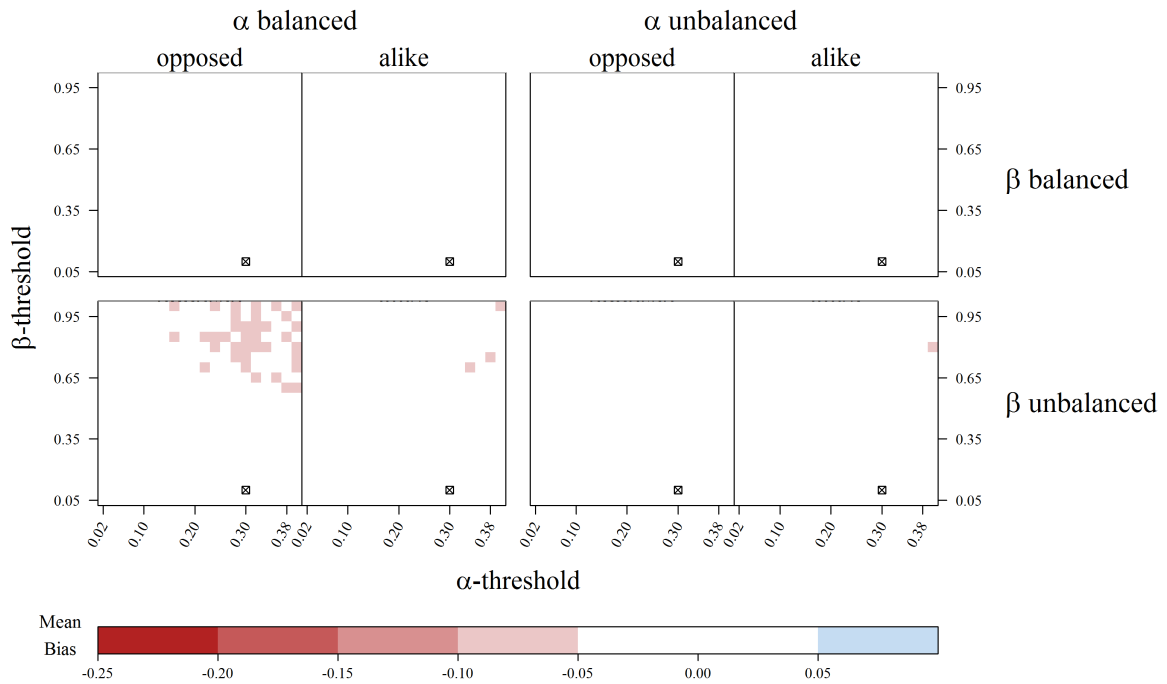 α balanced α unbalanced
opposed alike opposed alike
0.95 0.95
0.65 0.65
0.35 0.35
0.05 0.05
β balanced
β-threshold
0.95 0.95
0.65 0.65
0.35 0.35
0.05 0.05
β unbalanced
0.02 0.10 0.20 0.30 0.38 0.02 0.10 0.20 0.30 0.38 0.02 0.10 0.20 0.30 0.38 0.02 0.10 0.20 0.30 0.38
α-threshold
Mean
Bias
-0.25 -0.20 -0.15 -0.10 -0.05 0.00 0.05